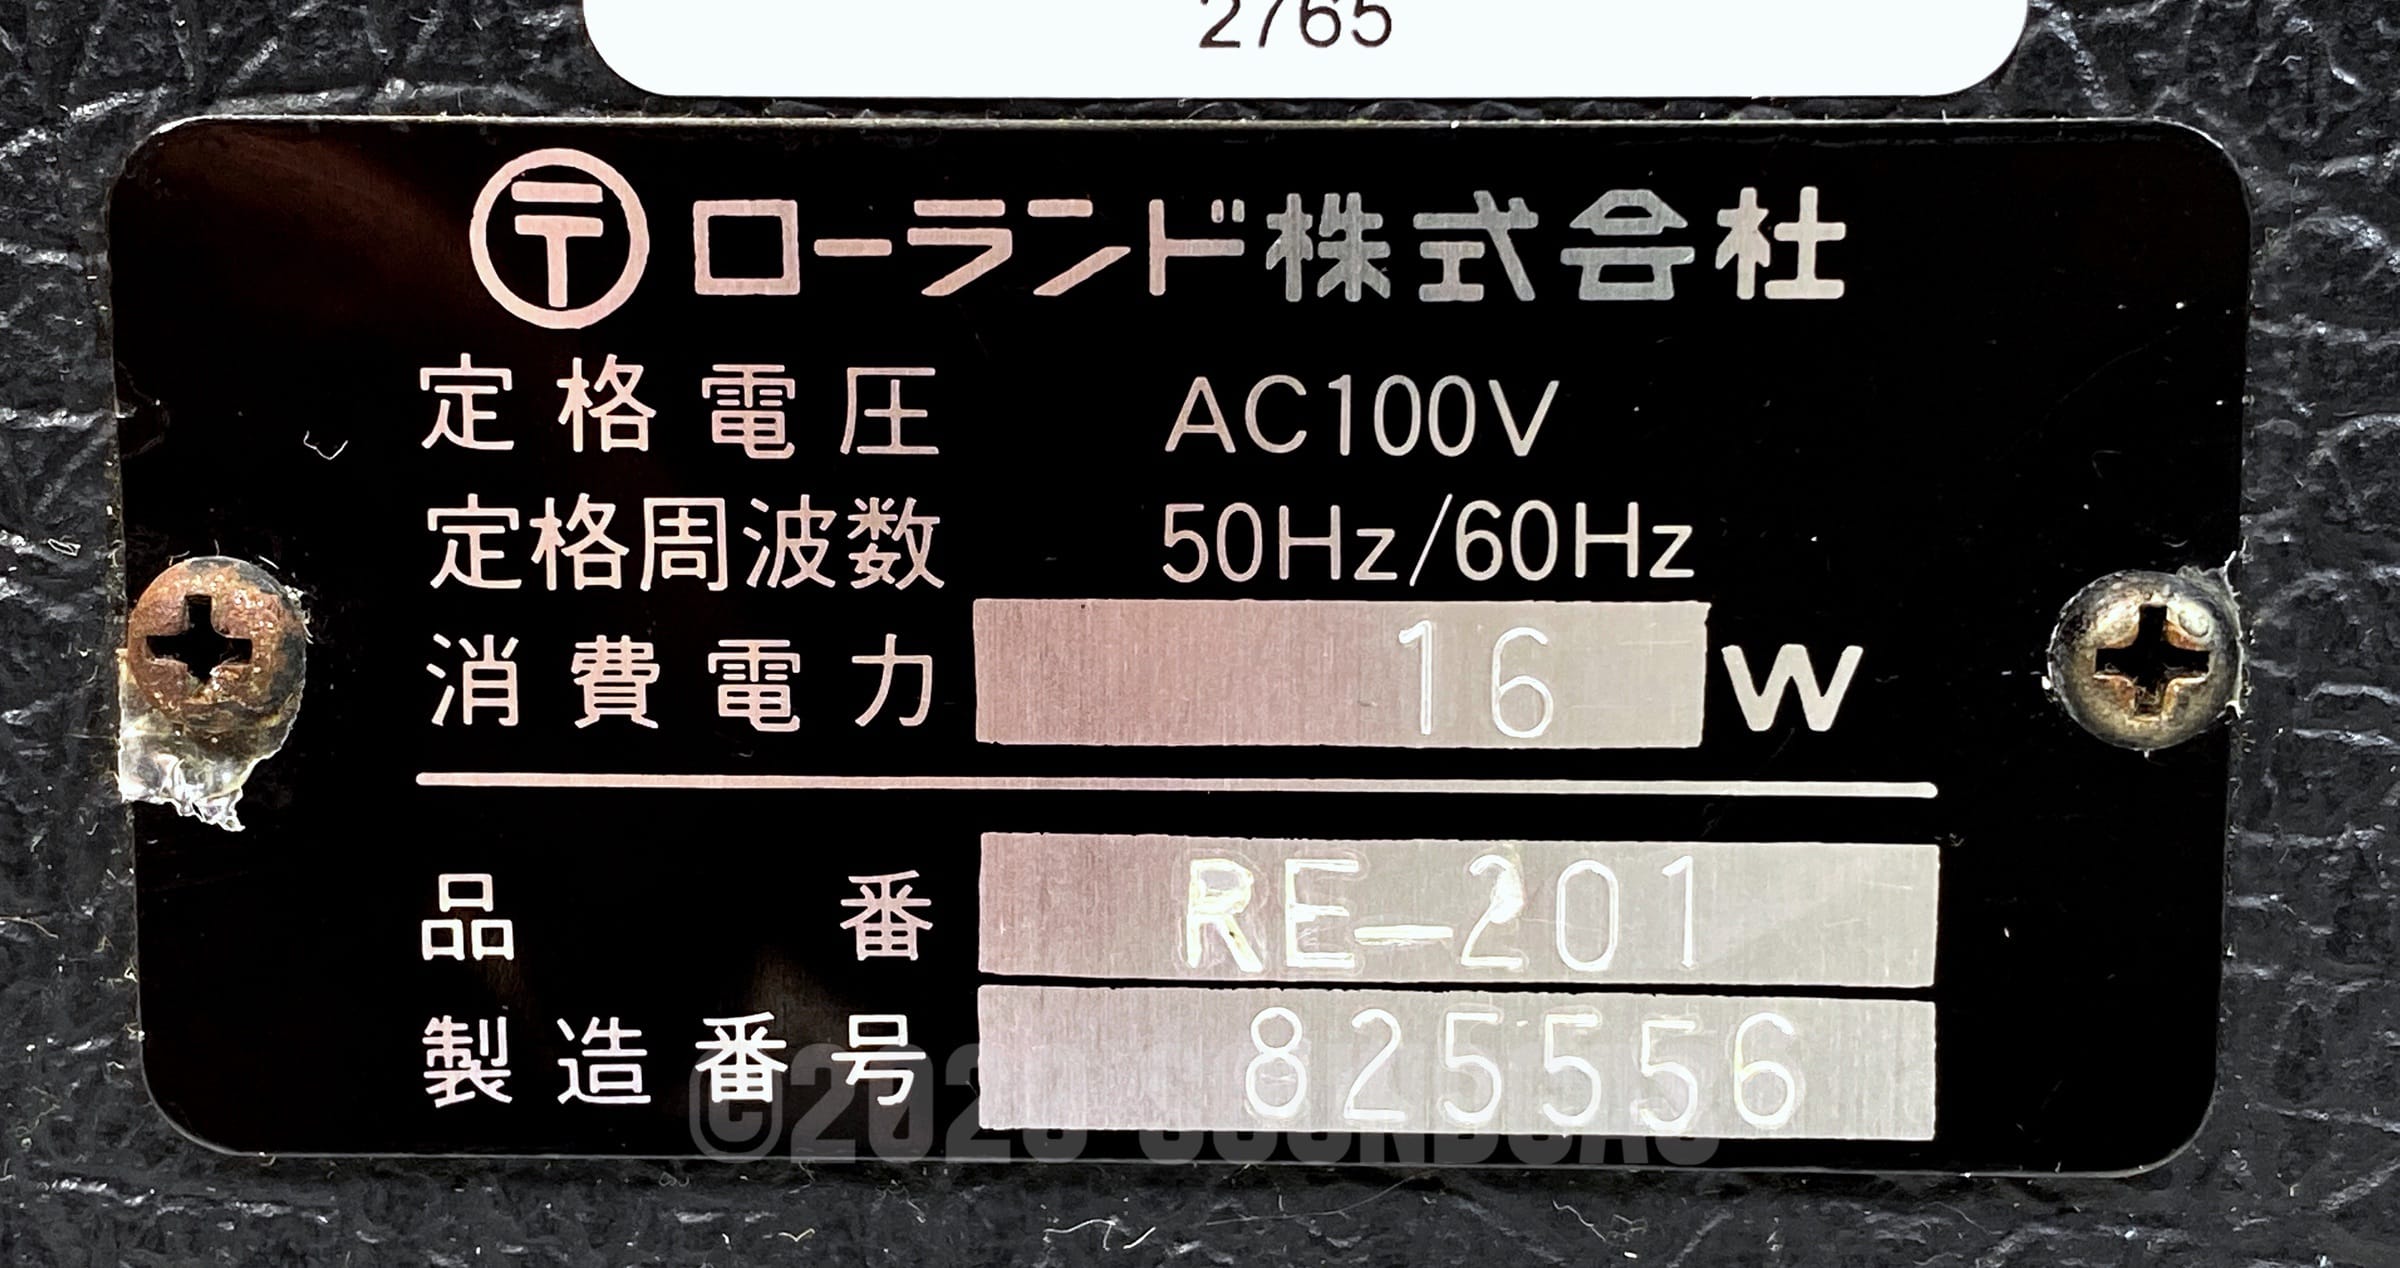 2765
〒 ローランド株式会社
定格電圧 AC100V
定格周波数 50Hz/60Hz
消費電力 16 W
品番 RE-201
製造番号 825556